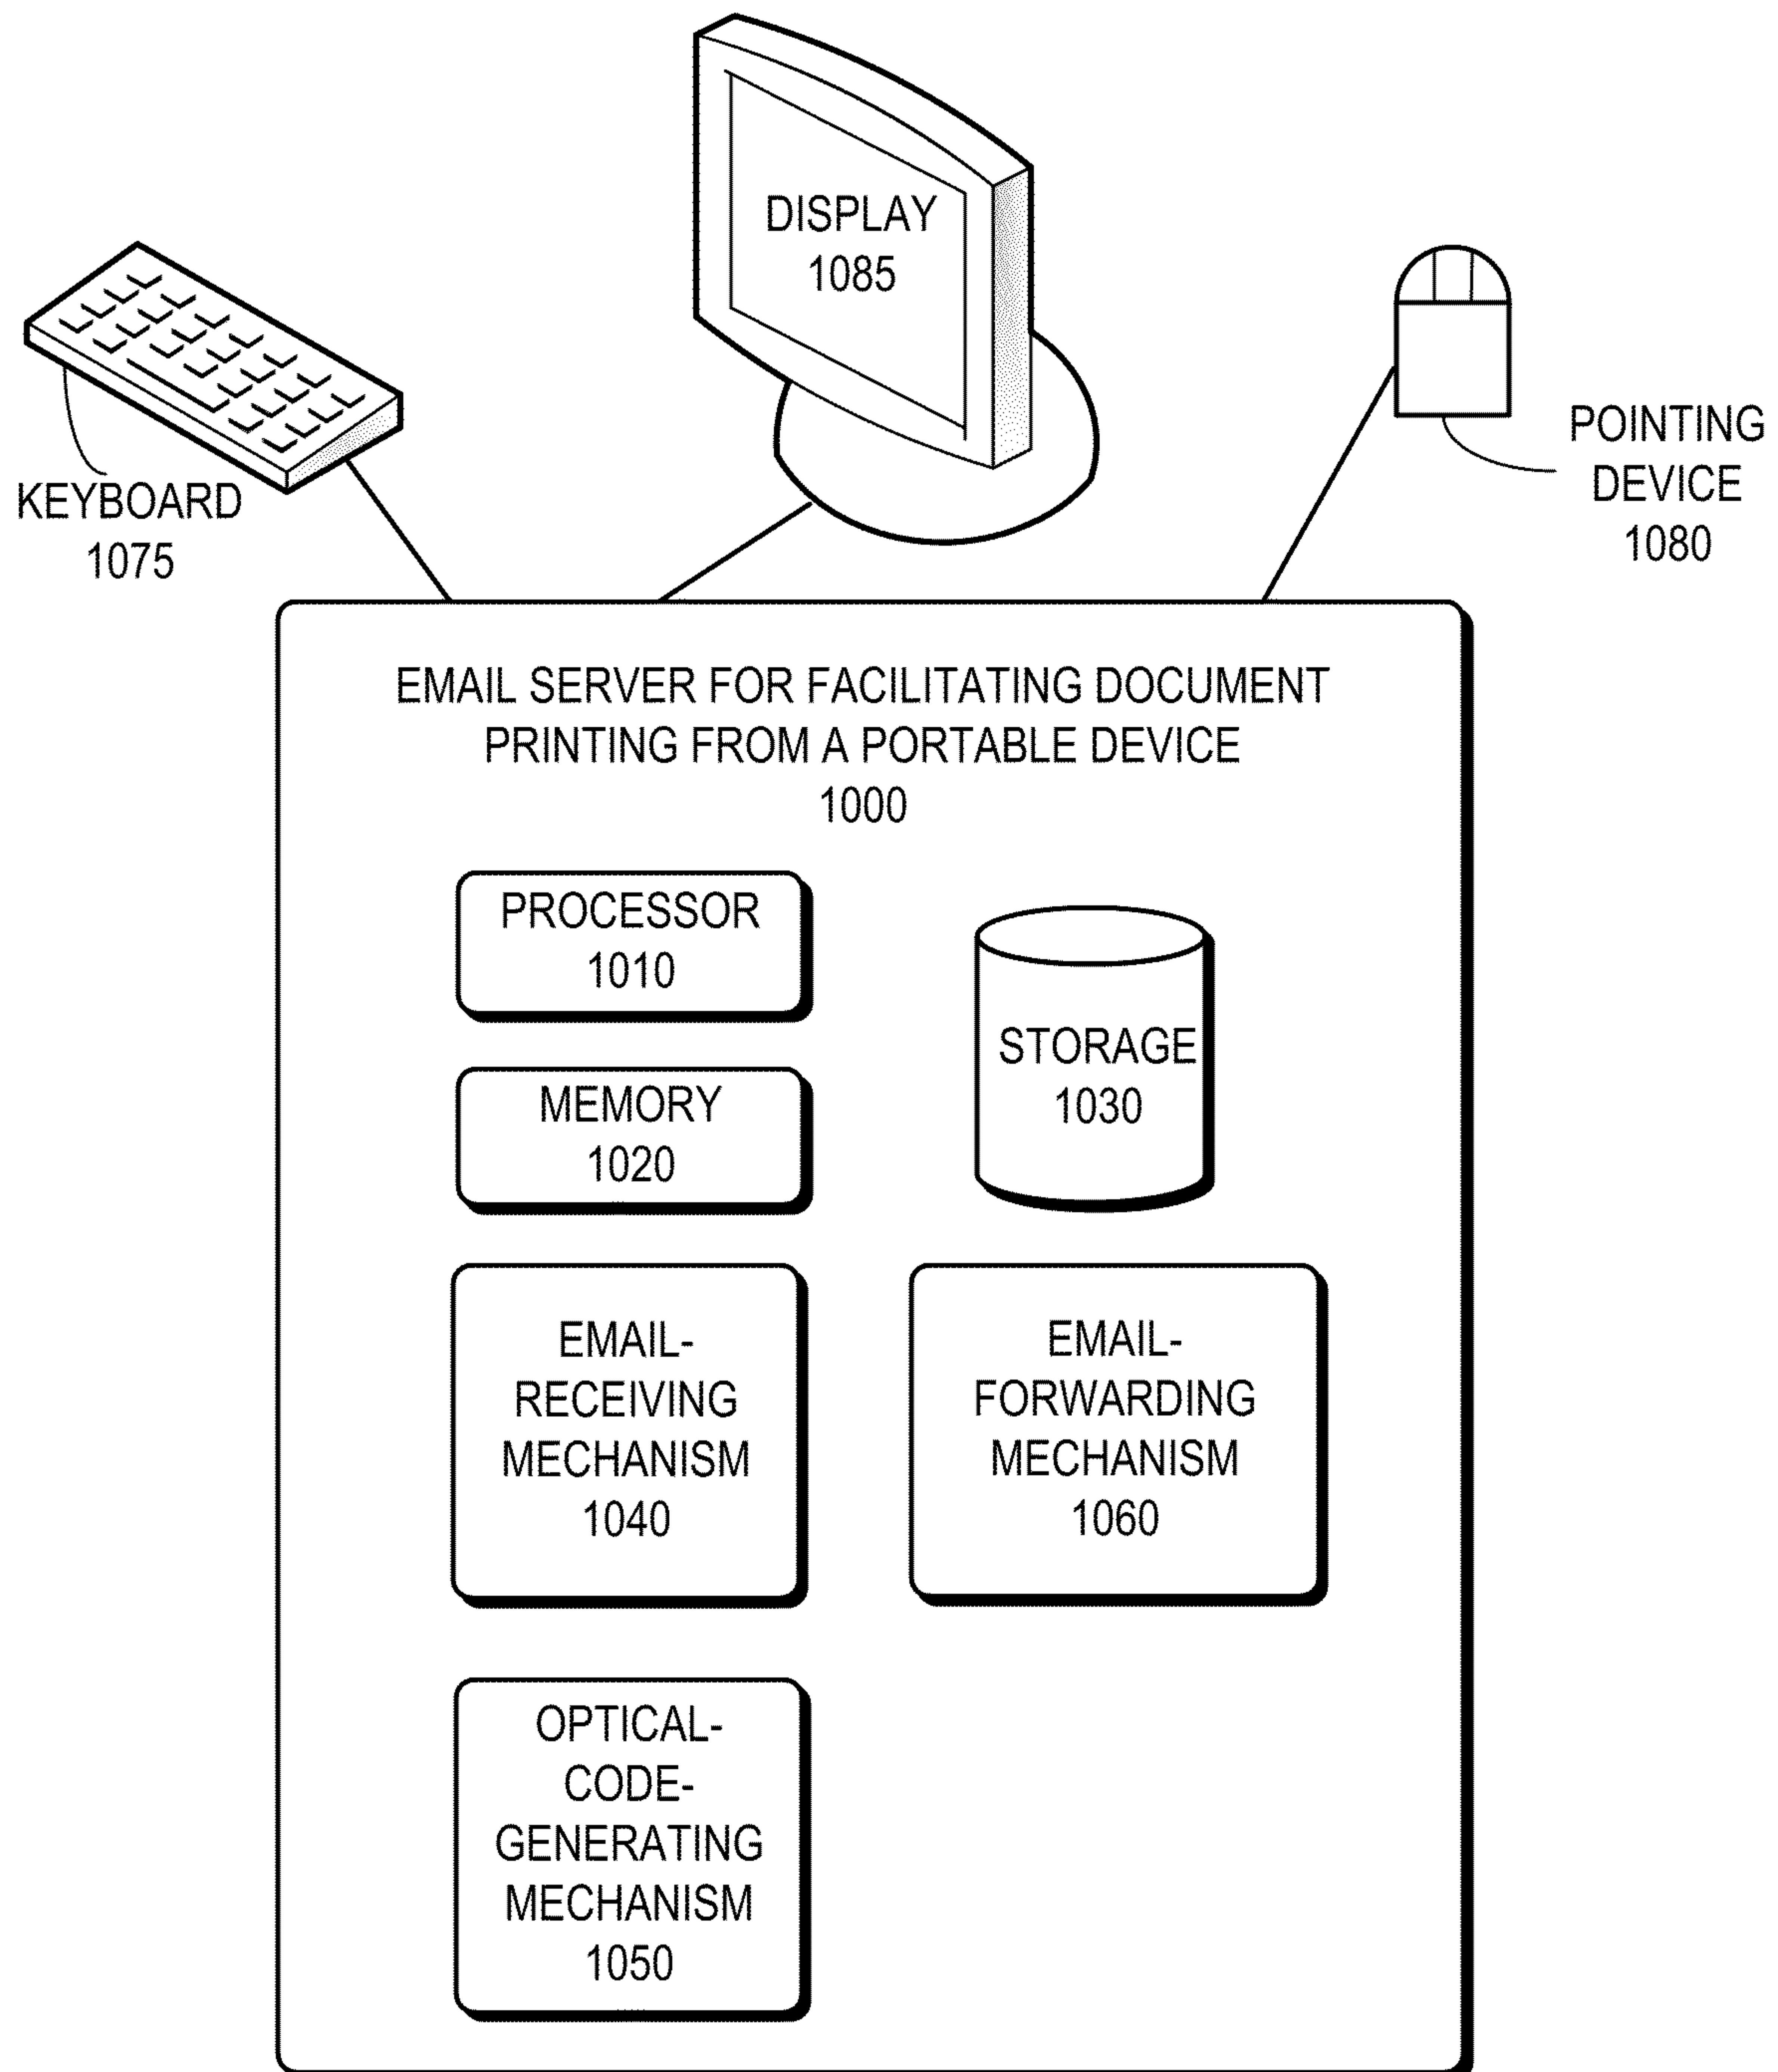 DISPLAY
1085
KEYBOARD
1075
POINTING
DEVICE
1080
EMAIL SERVER FOR FACILITATING DOCUMENT
PRINTING FROM A PORTABLE DEVICE
1000
PROCESSOR
1010
MEMORY
1020
STORAGE
1030
EMAIL-
RECEIVING
MECHANISM
1040
EMAIL-
FORWARDING
MECHANISM
1060
OPTICAL-
CODE-
GENERATING
MECHANISM
1050